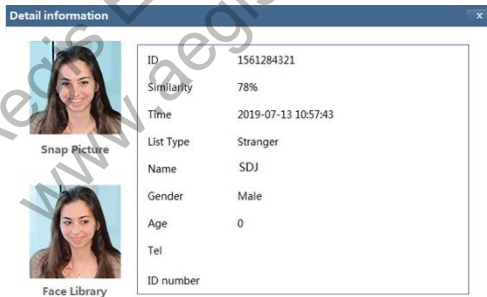 Detail information x
Snap Picture
Face Library
ID 1561284321
Similarity 78%
Time 2019-07-13 10:57:43
List Type Stranger
Name SDJ
Gender Male
Age 0
Tel
ID number